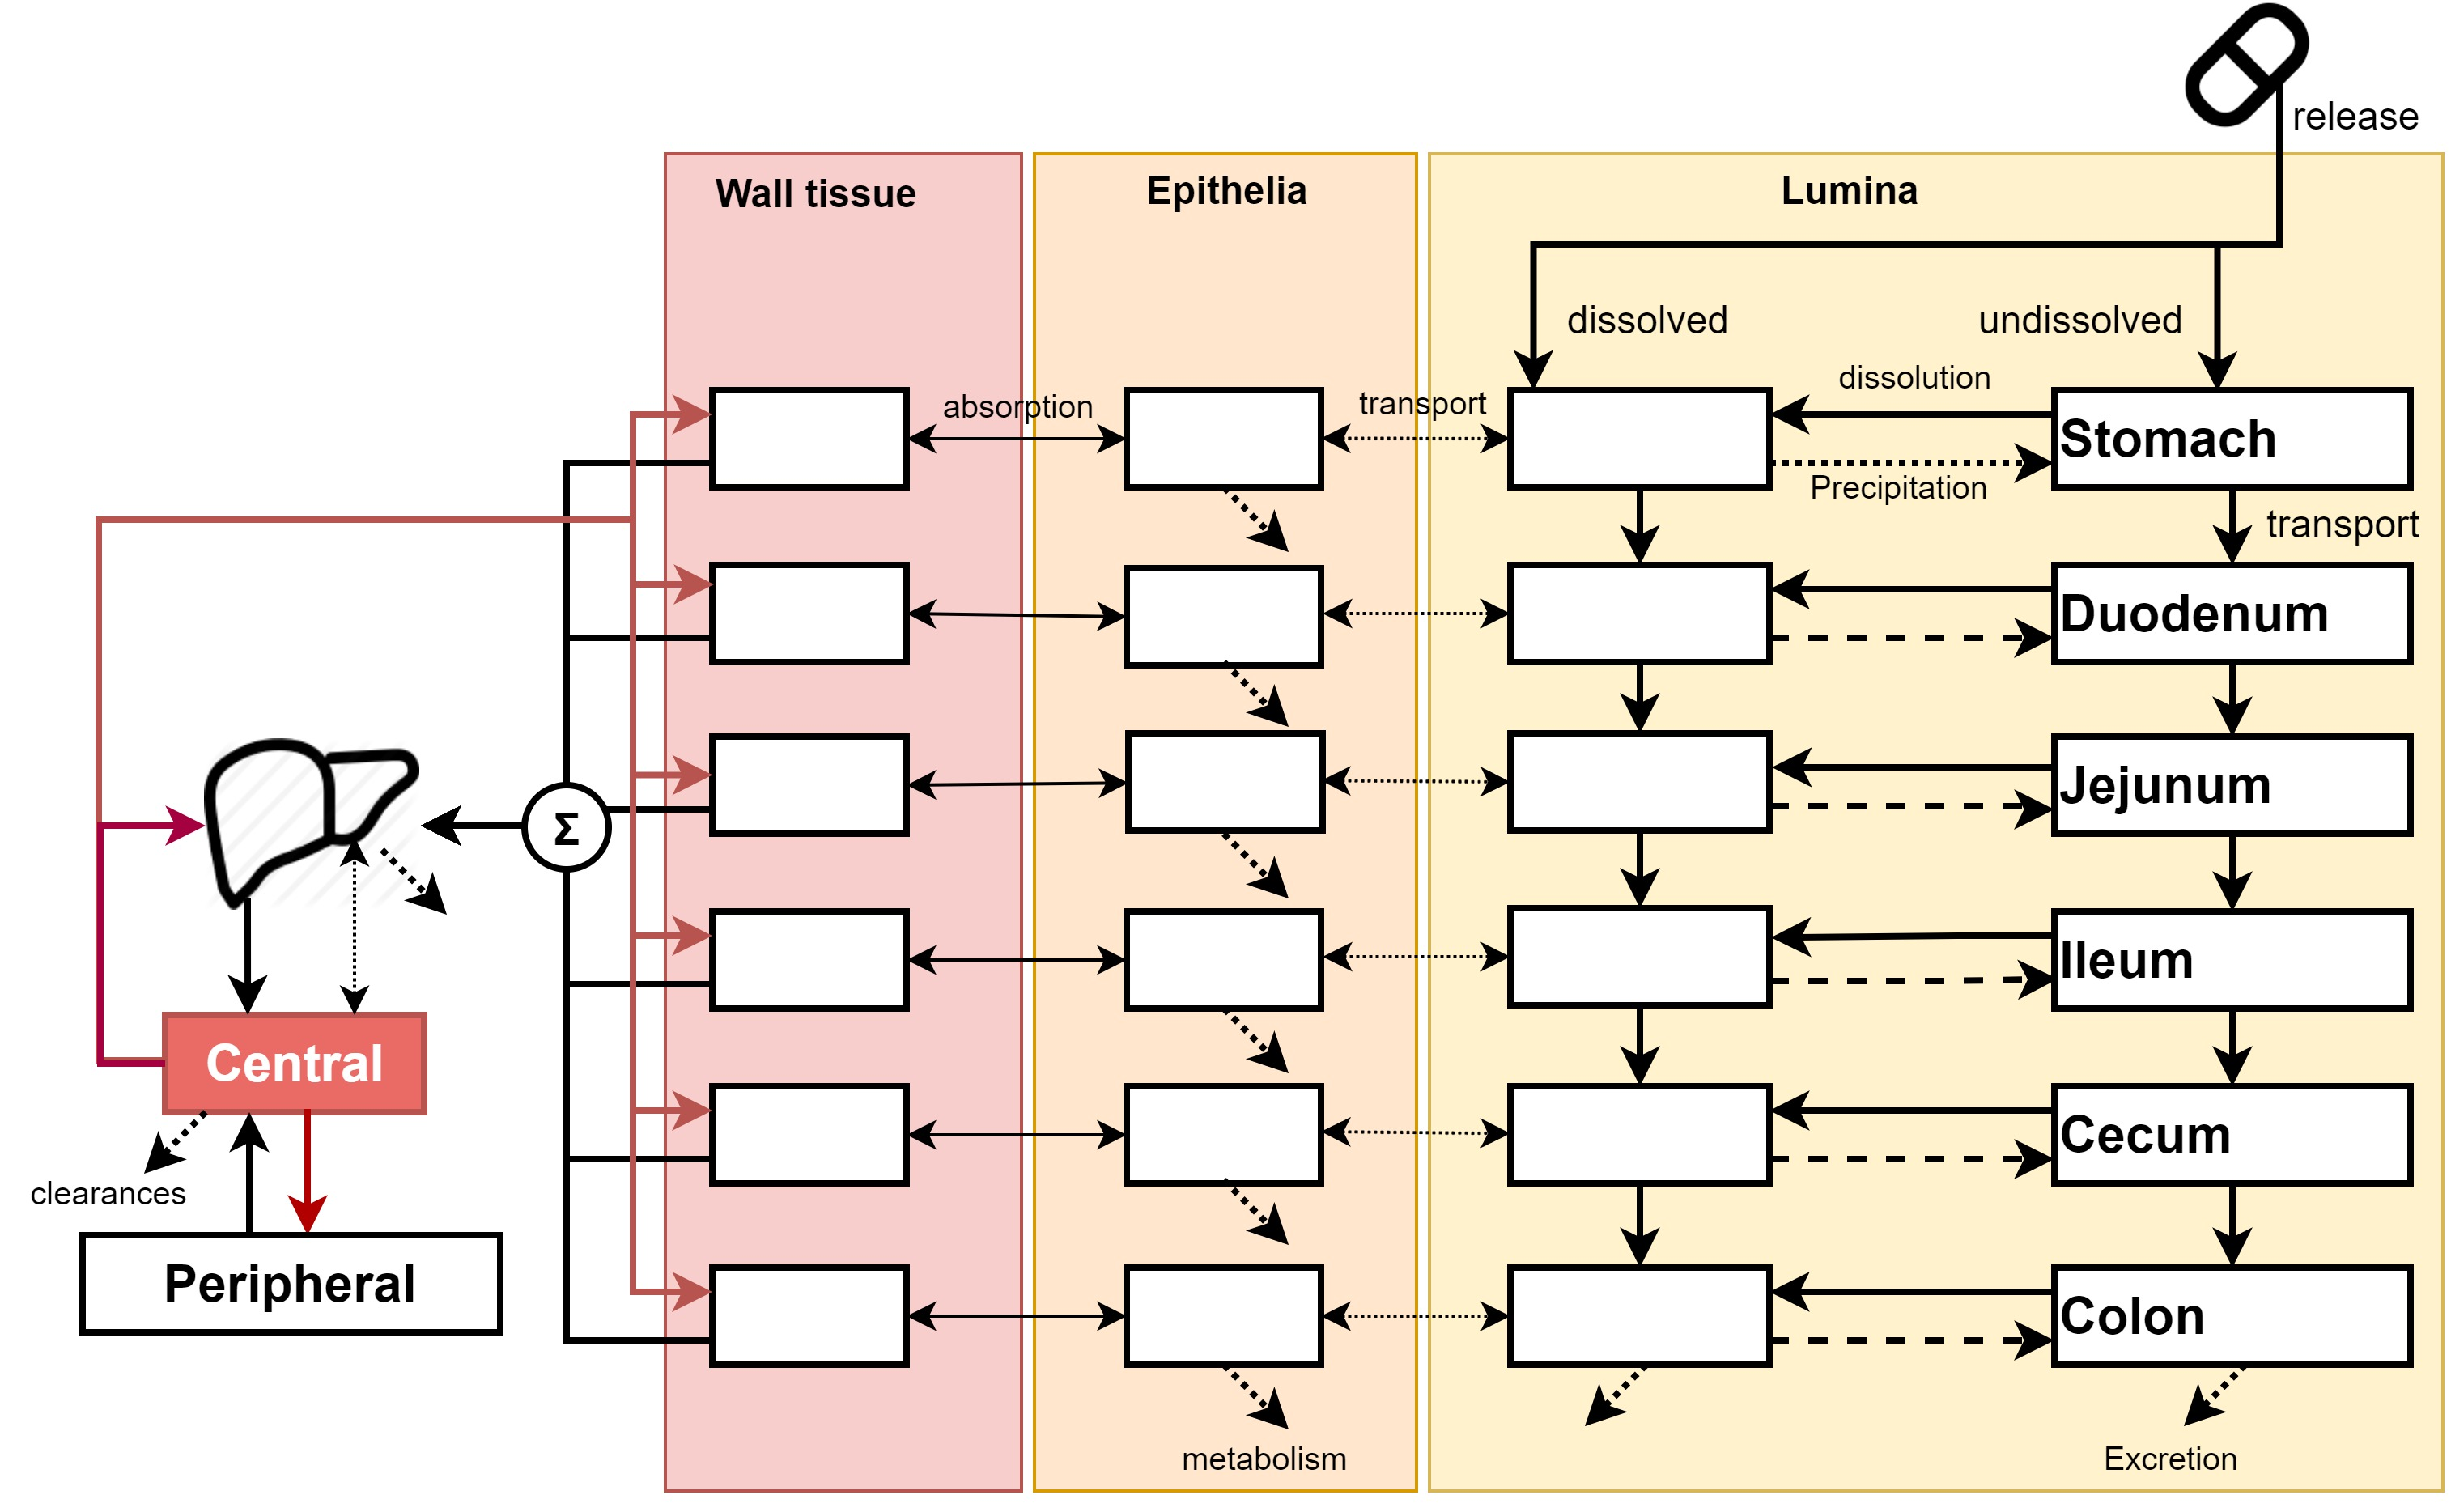 release
Wall tissue
Epithelia
Lumina
dissolved
undissolved
dissolution
absorption
transport
Stomach
Precipitation
transport
Duodenum
Jejunum
Σ
Ileum
Central
Cecum
clearances
Peripheral
Colon
metabolism
Excretion